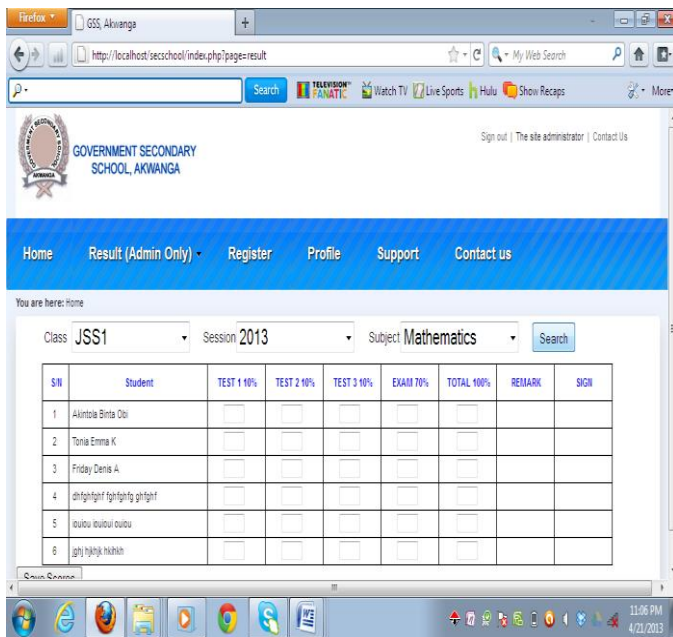 Firefox
GSS, Akwanga
http://localhost/secschool/index.php?page=result
My Web Search
Search TELEVISION FANATIC Watch TV Live Sports Hulu Show Recaps More
GOVERNMENT SECONDARY
SCHOOL, AKWANGA
AKWANGA
Sign out | The site administrator | Contact Us
Home Result (Admin Only) Register Profile Support Contact us
You are here: Home
Class JSS1 Session 2013 Subject Mathematics Search
S/N Student TEST 1 10% TEST 2 10% TEST 3 10% EXAM 70% TOTAL 100% REMARK SIGN
1 Akintola Binta Obi
2 Tonia Emma K
3 Friday Denis A
4 dhfghfghf fghfghfg ghfghf
5 iouiou iouioui ouiou
6 jghj hjkhjk hkihkh
Save Scores
11:06 PM
4/21/2013